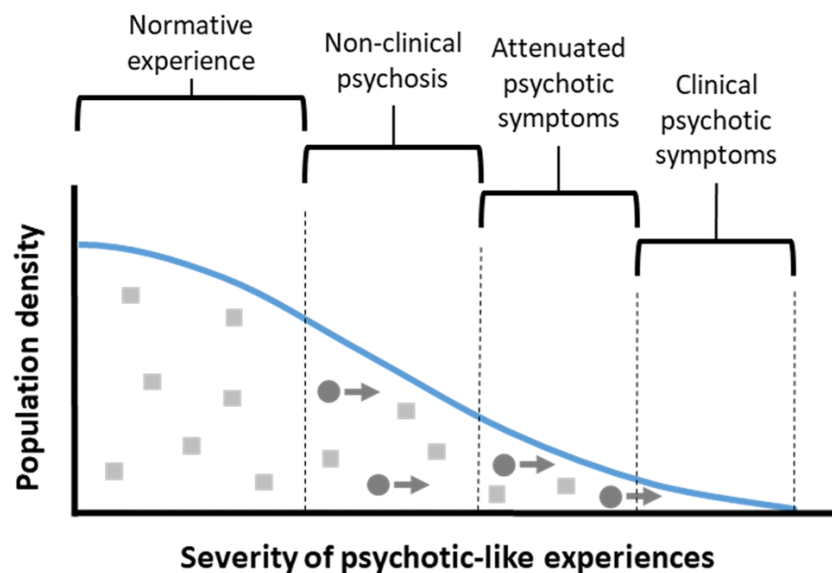 Normative
experience
Non-clinical
psychosis
Attenuated
psychotic
symptoms
Clinical
psychotic
symptoms
Population density
Severity of psychotic-like experiences